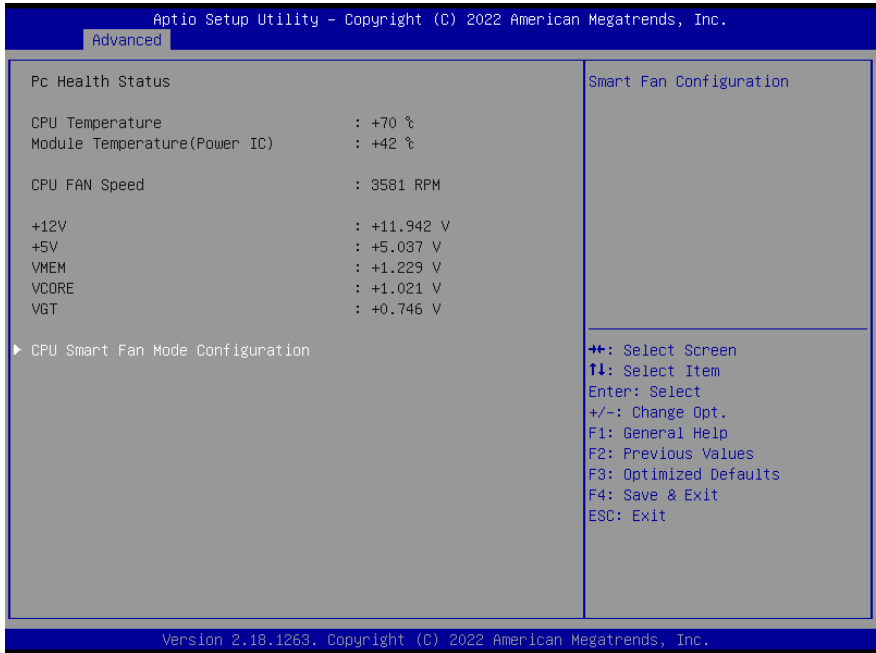 Aptio Setup Utility – Copyright (C) 2022 American Megatrends, Inc.
Advanced
Pc Health Status
CPU Temperature : +70 ℃
Module Temperature(Power IC) : +42 ℃
CPU FAN Speed : 3581 RPM
+12V : +11.942 V
+5V : +5.037 V
VMEM : +1.229 V
VCORE : +1.021 V
VGT : +0.746 V
► CPU Smart Fan Mode Configuration
Smart Fan Configuration
→←: Select Screen
↑↓: Select Item
Enter: Select
+/-: Change Opt.
F1: General Help
F2: Previous Values
F3: Optimized Defaults
F4: Save & Exit
ESC: Exit
Version 2.18.1263. Copyright (C) 2022 American Megatrends, Inc.